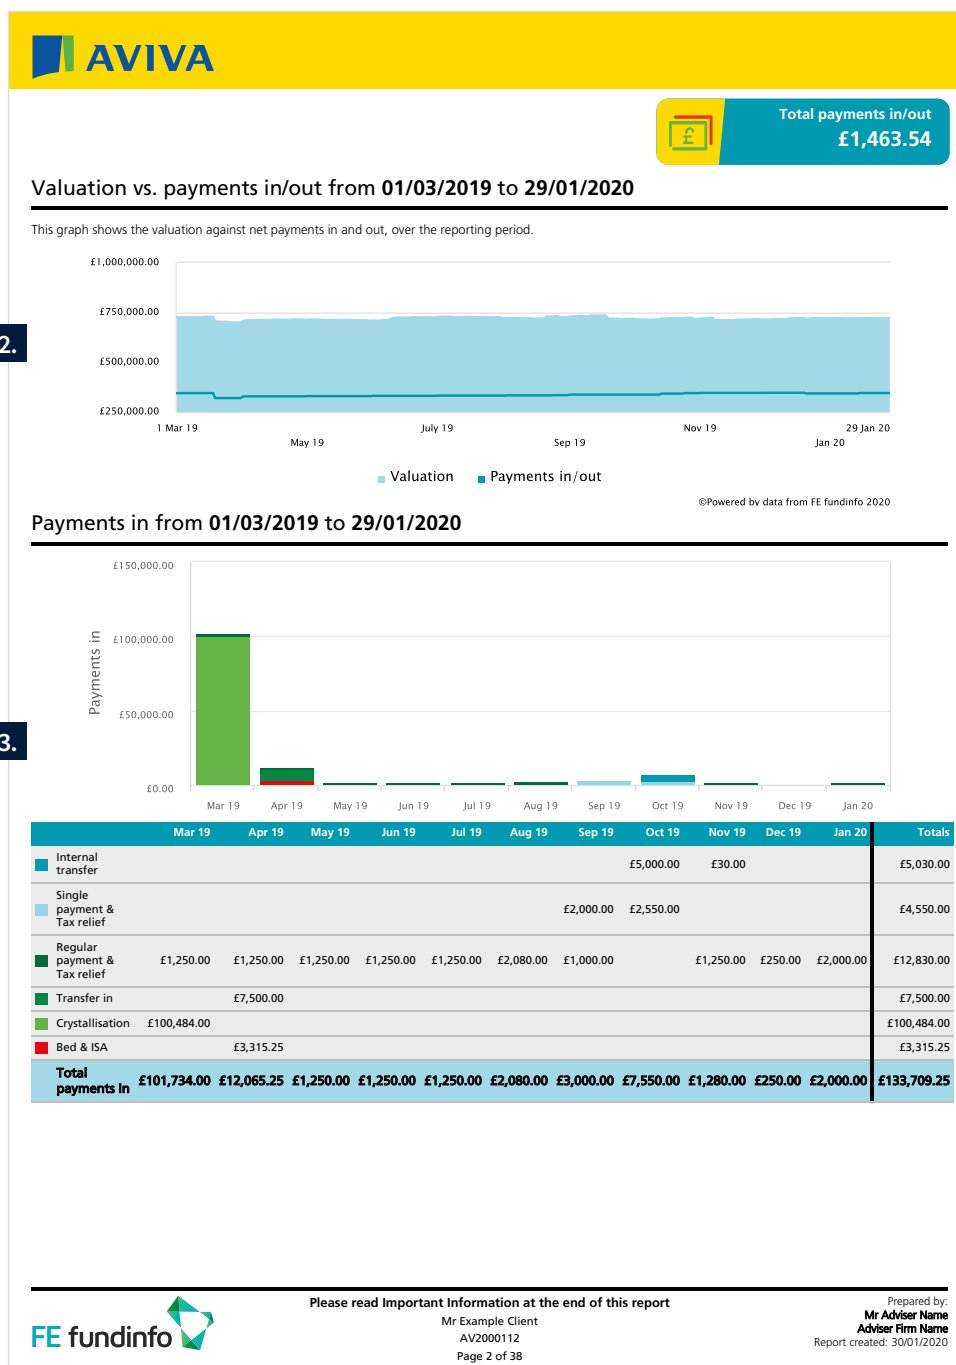 AVIVA
Total payments in/out
£1,463.54
Valuation vs. payments in/out from 01/03/2019 to 29/01/2020
This graph shows the valuation against net payments in and out, over the reporting period.
£1,000,000.00
£750,000.00
2.
£500,000.00
£250,000.00
1 Mar 19 July 19 Nov 19 29 Jan 20
May 19 Sep 19 Jan 20
Valuation Payments in/out
©Powered by data from FE fundinfo 2020
Payments in from 01/03/2019 to 29/01/2020
£150,000.00
£100,000.00
Payments in
£50,000.00
3.
£0.00
Mar 19 Apr 19 May 19 Jun 19 Jul 19 Aug 19 Sep 19 Oct 19 Nov 19 Dec 19 Jan 20
Mar 19 Apr 19 May 19 Jun 19 Jul 19 Aug 19 Sep 19 Oct 19 Nov 19 Dec 19 Jan 20 Totals
Internal
transfer £5,000.00 £30.00 £5,030.00
Single
payment & £2,000.00 £2,550.00 £4,550.00
Tax relief
Regular
payment & £1,250.00 £1,250.00 £1,250.00 £1,250.00 £1,250.00 £2,080.00 £1,000.00 £1,250.00 £250.00 £2,000.00 £12,830.00
Tax relief
Transfer in £7,500.00 £7,500.00
Crystallisation £100,484.00 £100,484.00
Bed & ISA £3,315.25 £3,315.25
Total
payments in £101,734.00 £12,065.25 £1,250.00 £1,250.00 £1,250.00 £2,080.00 £3,000.00 £7,550.00 £1,280.00 £250.00 £2,000.00 £133,709.25
FE fundinfo
Please read Important Information at the end of this report
Mr Example Client
AV2000112
Page 2 of 38
Prepared by:
Mr Adviser Name
Adviser Firm Name
Report created: 30/01/2020